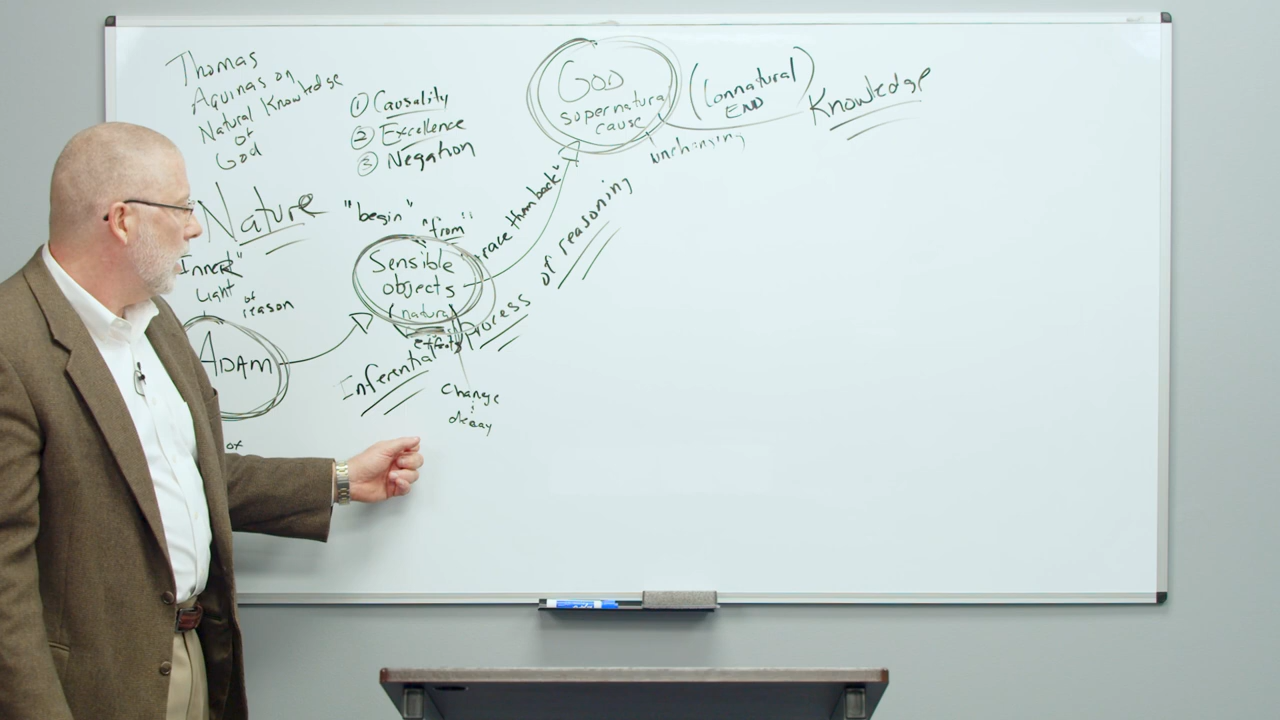 Thomas
Aquinas on
Natural Knowledge
of
God
① Causality
② Excellence
③ Negation
GOD
supernatural
cause
(Connatural)
END
Knowledge
unchanging
Nature
"begin"
"from"
"trace them back"
Sensible
objects
(natural
effects)
Inner"
Light of
reason
ADAM
Inferential Process of reasoning
change
decay